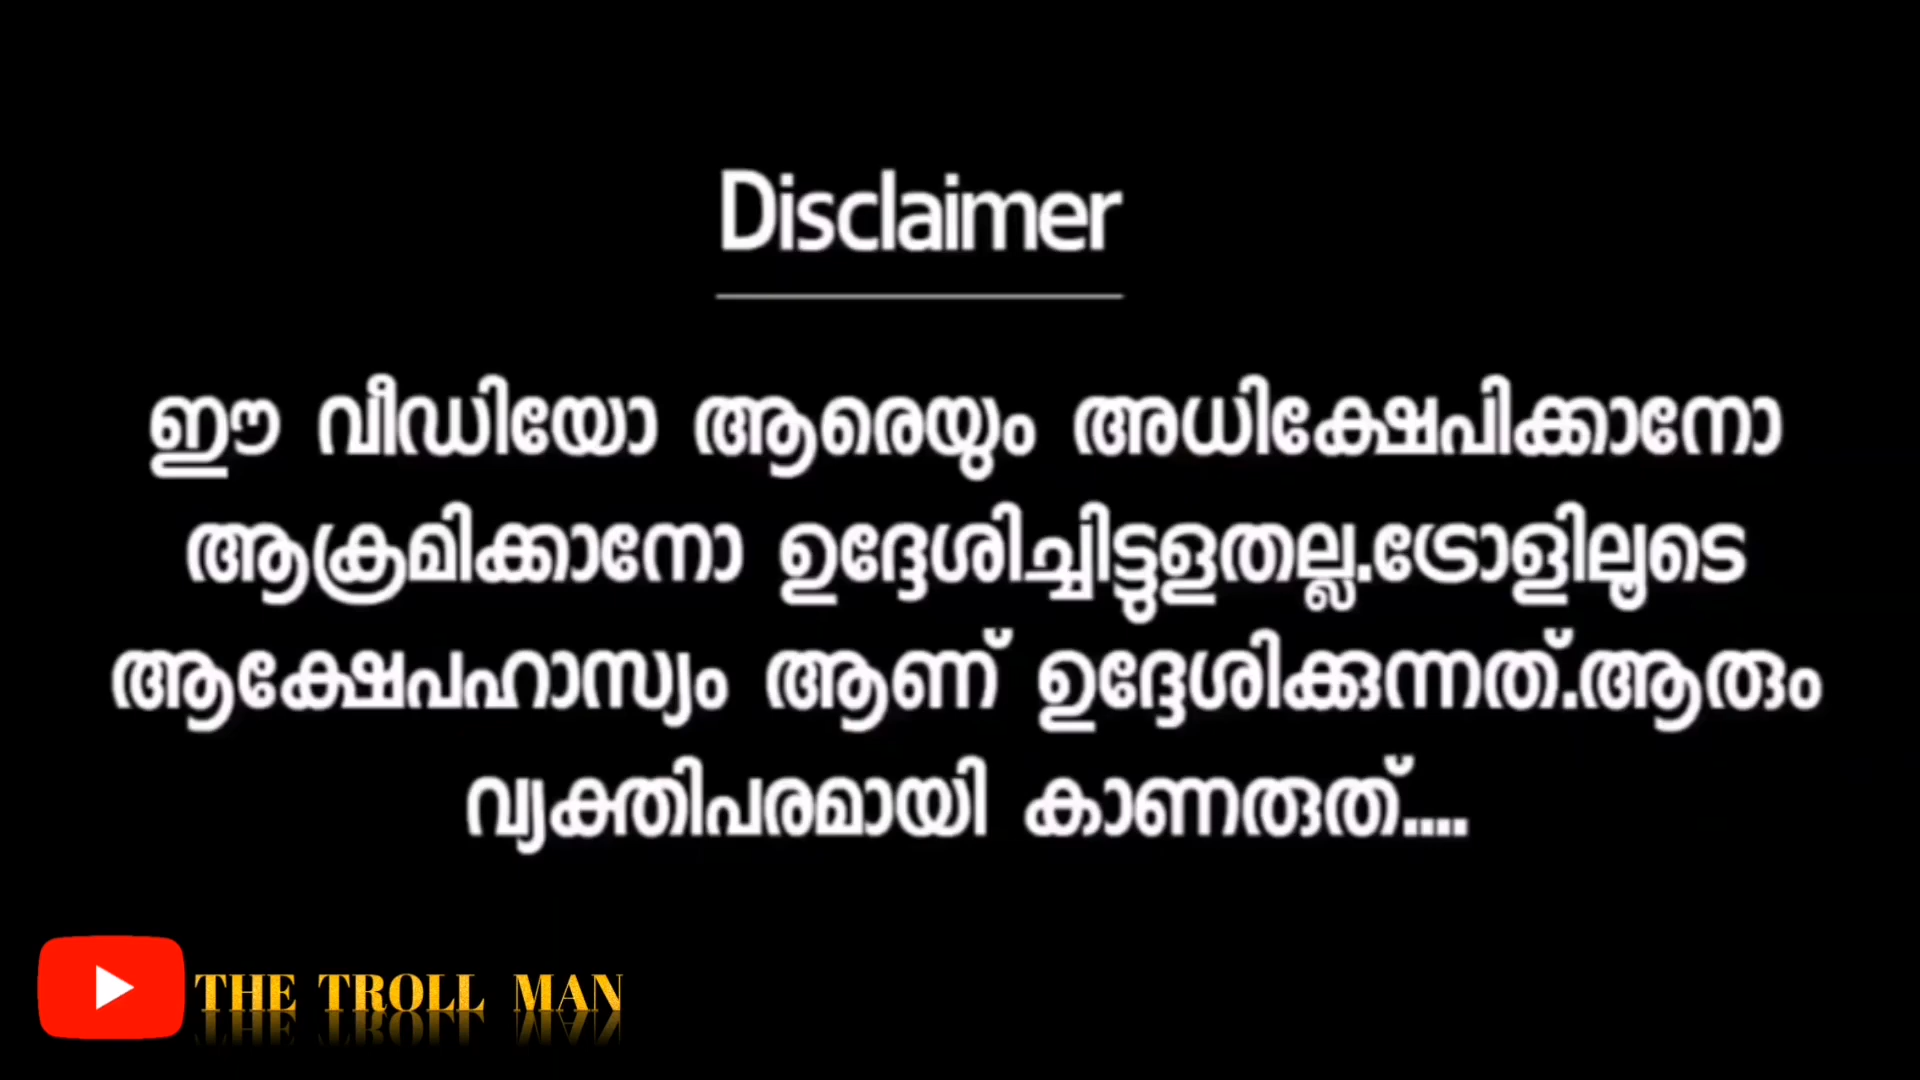 Disclaimer
ഈ വീഡിയോ ആരെയും അധിക്ഷേപിക്കാനോ
ആക്രമിക്കാനോ ഉദ്ദേശിച്ചിട്ടുളതല്ല.ട്രോളിലൂടെ
ആക്ഷേപഹാസ്യം ആണ് ഉദ്ദേശിക്കുന്നത്.ആരും
വ്യക്തിപരമായി കാണരുത്....
THE TROLL MAN